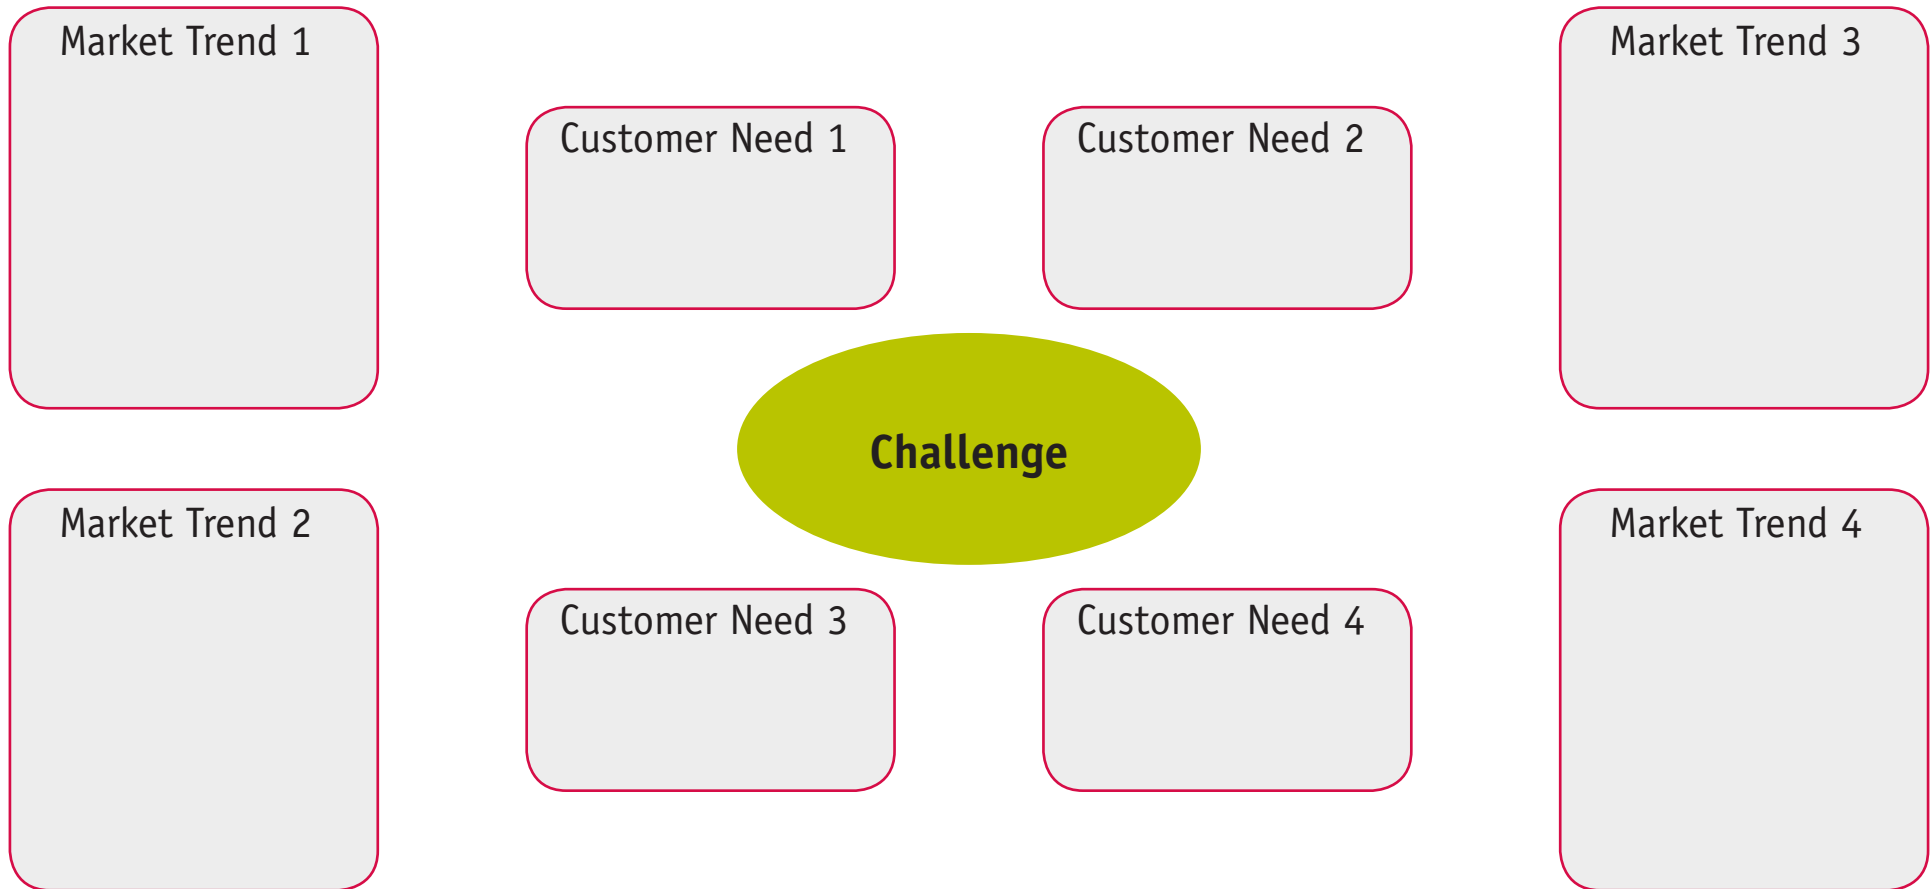 Market Trend 1
Market Trend 3
Customer Need 1
Customer Need 2
Challenge
Market Trend 2
Market Trend 4
Customer Need 3
Customer Need 4